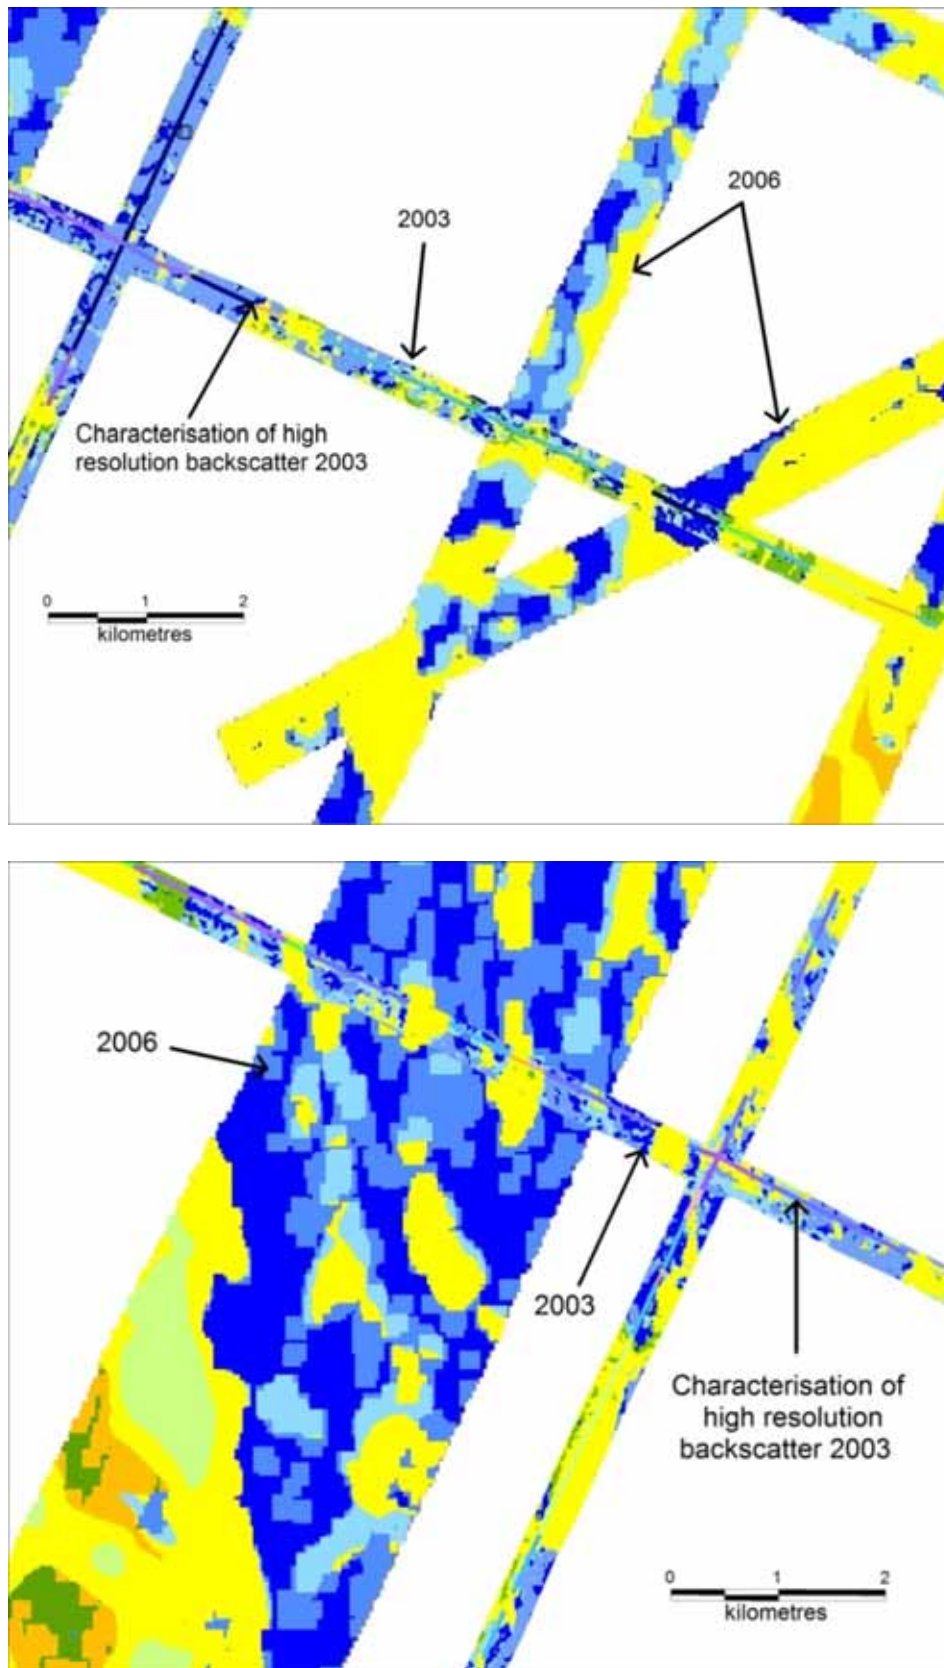 2006
2003
Characterisation of high
resolution backscatter 2003
0 1 2
kilometres
2006
2003
Characterisation of
high resolution
backscatter 2003
0 1 2
kilometres